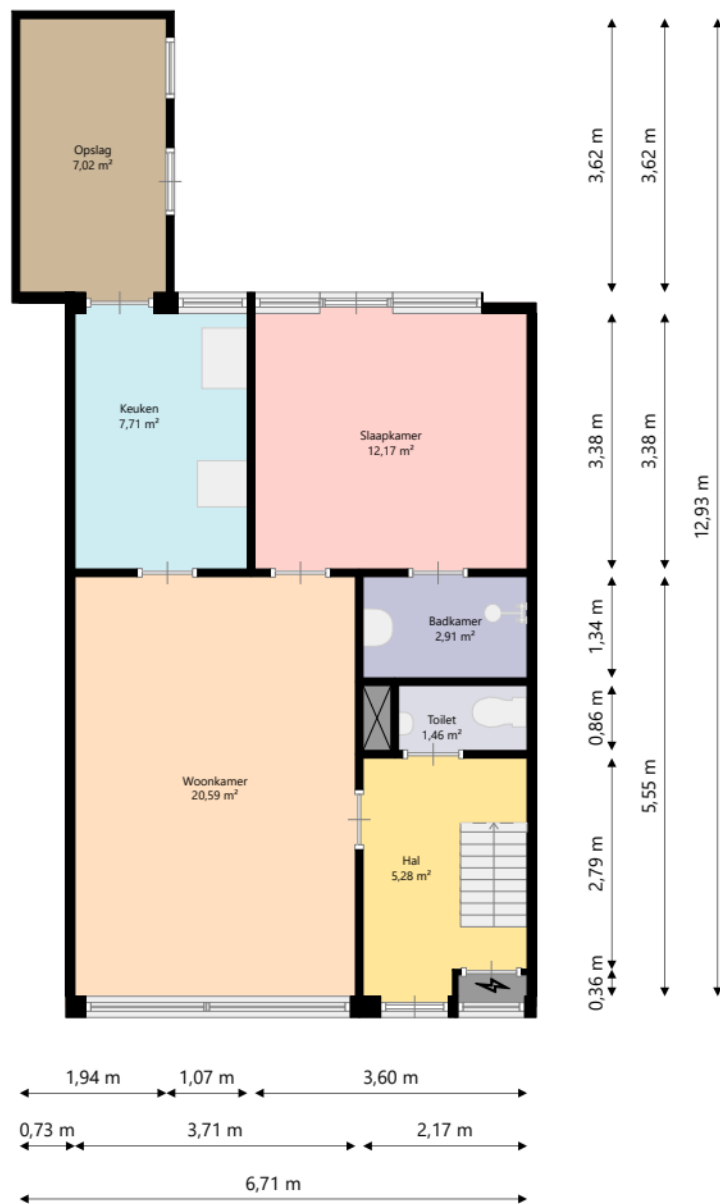 Opslag
7,02 m²
Keuken
7,71 m²
Slaapkamer
12,17 m²
Badkamer
2,91 m²
Toilet
1,46 m²
Woonkamer
20,59 m²
Hal
5,28 m²
3,62 m
3,62 m
3,38 m
3,38 m
12,93 m
1,34 m
0,86 m
5,55 m
2,79 m
0,36 m
1,94 m
1,07 m
3,60 m
0,73 m
3,71 m
2,17 m
6,71 m